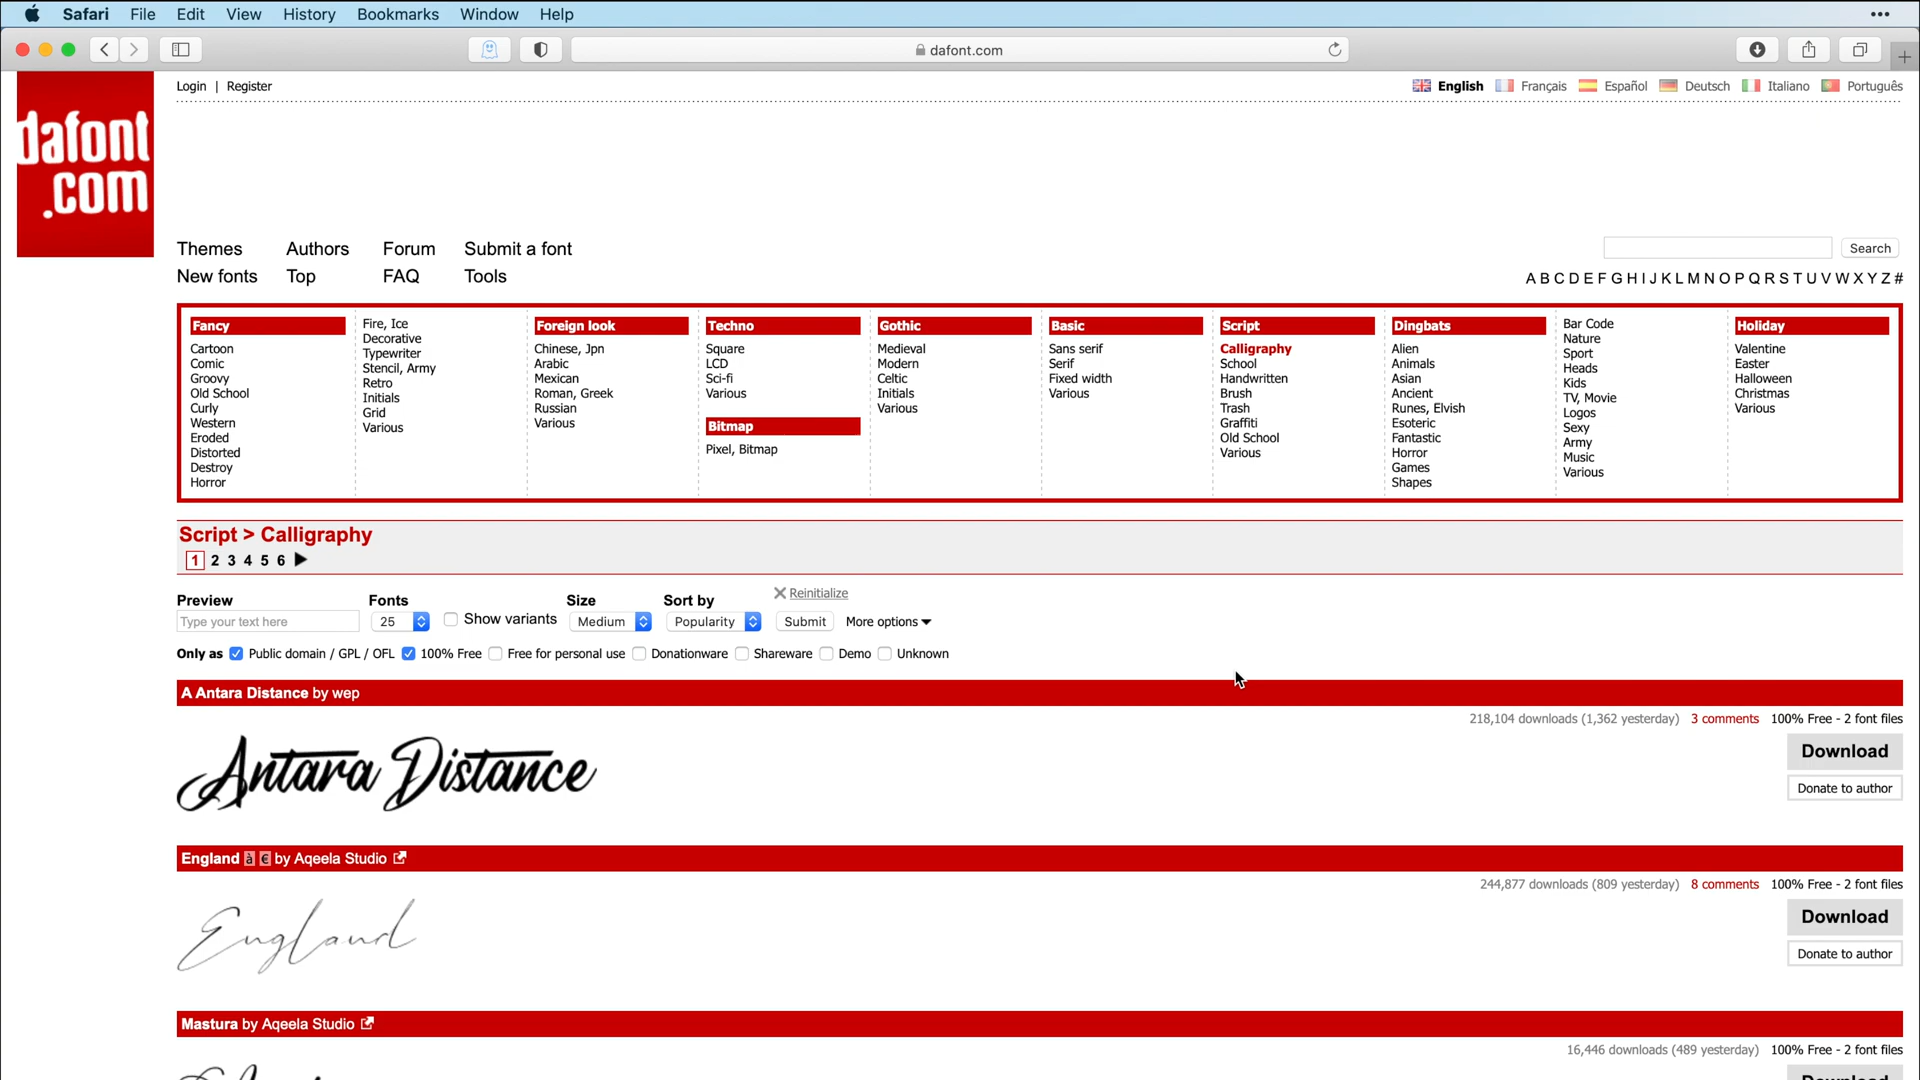 Safari File Edit View History Bookmarks Window Help
dafont.com
Login | Register
English Français Español Deutsch Italiano Português
dafont
.com
Themes Authors Forum Submit a font
Search
New fonts Top FAQ Tools
A B C D E F G H I J K L M N O P Q R S T U V W X Y Z #
Fancy
Cartoon
Comic
Groovy
Old School
Curly
Western
Eroded
Distorted
Destroy
Horror
Fire, Ice
Decorative
Typewriter
Stencil, Army
Retro
Initials
Grid
Various
Foreign look
Chinese, Jpn
Arabic
Mexican
Roman, Greek
Russian
Various
Techno
Square
LCD
Sci-fi
Various
Bitmap
Pixel, Bitmap
Gothic
Medieval
Modern
Celtic
Initials
Various
Basic
Sans serif
Serif
Fixed width
Various
Script
Calligraphy
School
Handwritten
Brush
Trash
Graffiti
Old School
Various
Dingbats
Alien
Animals
Asian
Ancient
Runes, Elvish
Esoteric
Fantastic
Horror
Games
Shapes
Bar Code
Nature
Sport
Heads
Kids
TV, Movie
Logos
Sexy
Army
Music
Various
Holiday
Valentine
Easter
Halloween
Christmas
Various
Script > Calligraphy
1 2 3 4 5 6
Reinitialize
Preview Fonts Size Sort by
Type your text here 25 Show variants Medium Popularity Submit More options
Only as Public domain / GPL / OFL 100% Free Free for personal use Donationware Shareware Demo Unknown
A Antara Distance by wep
218,104 downloads (1,362 yesterday) 3 comments 100% Free - 2 font files
Antara Distance
Download
Donate to author
England à € by Aqeela Studio
244,877 downloads (809 yesterday) 8 comments 100% Free - 2 font files
England
Download
Donate to author
Mastura by Aqeela Studio
16,446 downloads (489 yesterday) 100% Free - 2 font files
Download